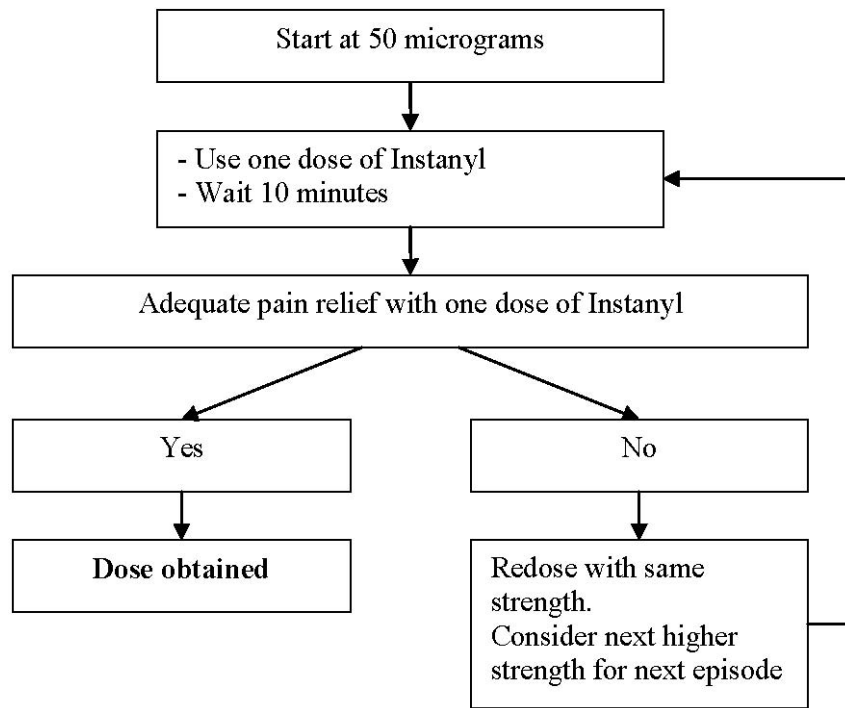 Start at 50 micrograms
- Use one dose of Instanyl
- Wait 10 minutes
Adequate pain relief with one dose of Instanyl
Yes
No
Dose obtained
Redose with same
strength.
Consider next higher
strength for next episode